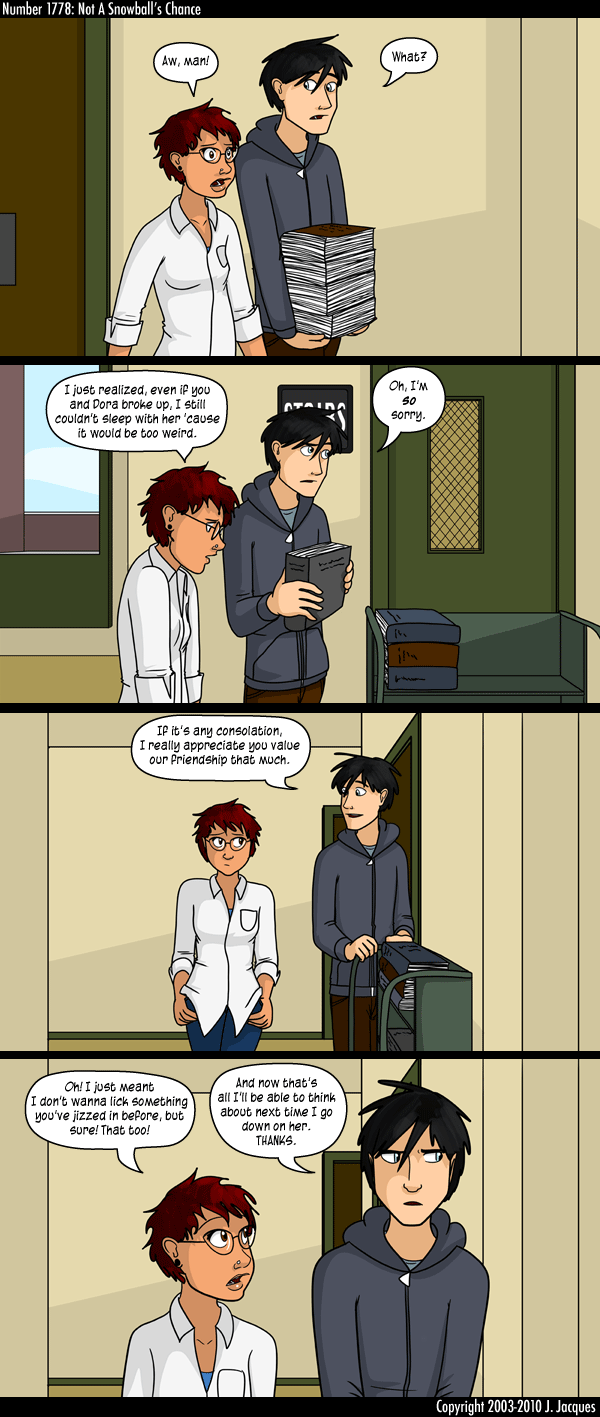 Number 1778: Not A Snowball's Chance
Aw, man!
What?
I just realized, even if you
and Dora broke up, I still
couldn't sleep with her 'cause
it would be too weird.
Oh, I'm
so
sorry.
STAIRS
If it's any consolation,
I really appreciate you value
our friendship that much.
Oh! I just meant
I don't wanna lick something
you've jizzed in before, but
sure! That too!
And now that's
all I'll be able to think
about next time I go
down on her.
THANKS.
Copyright 2003-2010 J. Jacques